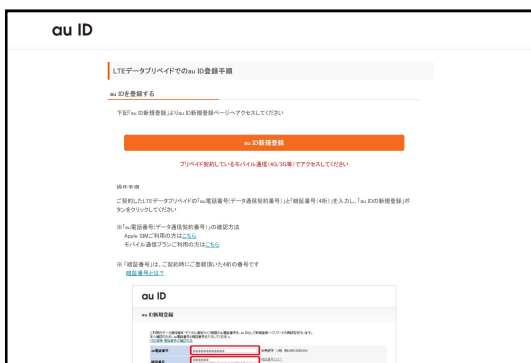 au ID
LTEデータプリペイドでのau ID登録手順
au IDを登録する
下記「au ID新規登録」よりau ID新規登録ページへアクセスしてください
au ID新規登録
プリペイド契約しているモバイル通信(4G/3G等)でアクセスしてください
操作手順
ご契約したLTEデータプリペイドの「au電話番号(データ通信契約番号)」と「暗証番号(4桁)」を入力し、「au IDの新規登録」ボ
タンをクリックしてください
※「au電話番号(データ通信契約番号)」の確認方法
Apple SIMご利用の方はこちら
モバイル通信プランご利用の方はこちら
※ 「暗証番号」は、ご契約時にご登録頂いた4桁の番号です
暗証番号とは？
au ID
au ID新規登録
au電話番号
暗証番号